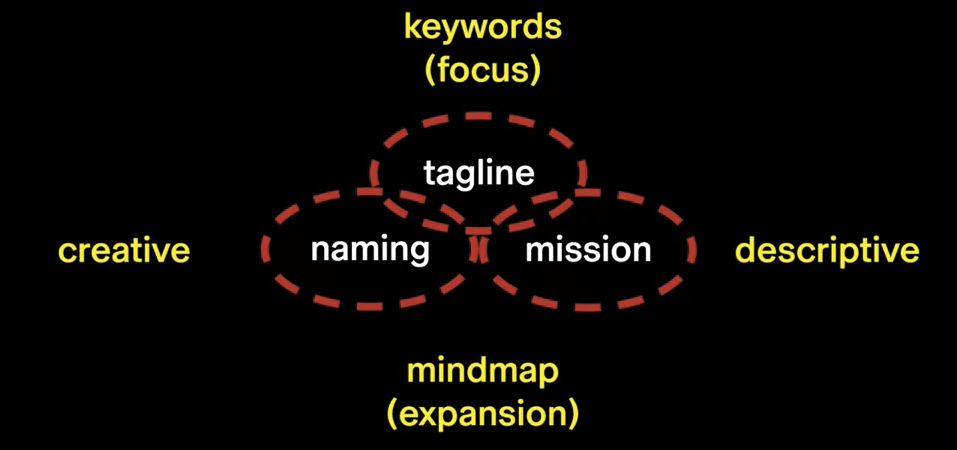 keywords
(focus)
tagline
creative
naming
mission
descriptive
mindmap
(expansion)